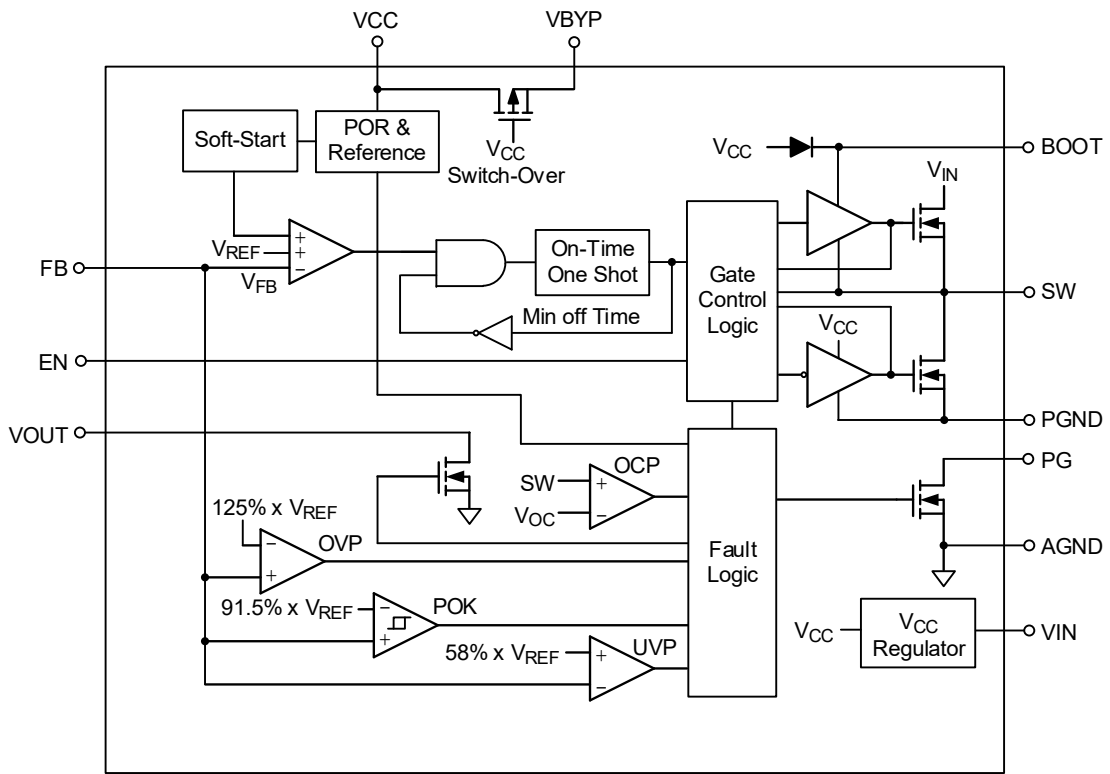 VCC
VBYP
Soft-Start
POR &
Reference
VCC
Switch-Over
VCC
BOOT
VIN
+
VREF
+
FB
−
VFB
On-Time
One Shot
Gate
Control
Logic
SW
Min off Time
VCC
EN
PGND
VOUT
PG
OCP
SW
+
VOC
−
125% x VREF
−
OVP
+
Fault
Logic
AGND
91.5% x VREF
−
POK
+
58% x VREF
+
UVP
−
VCC
VCC
Regulator
VIN